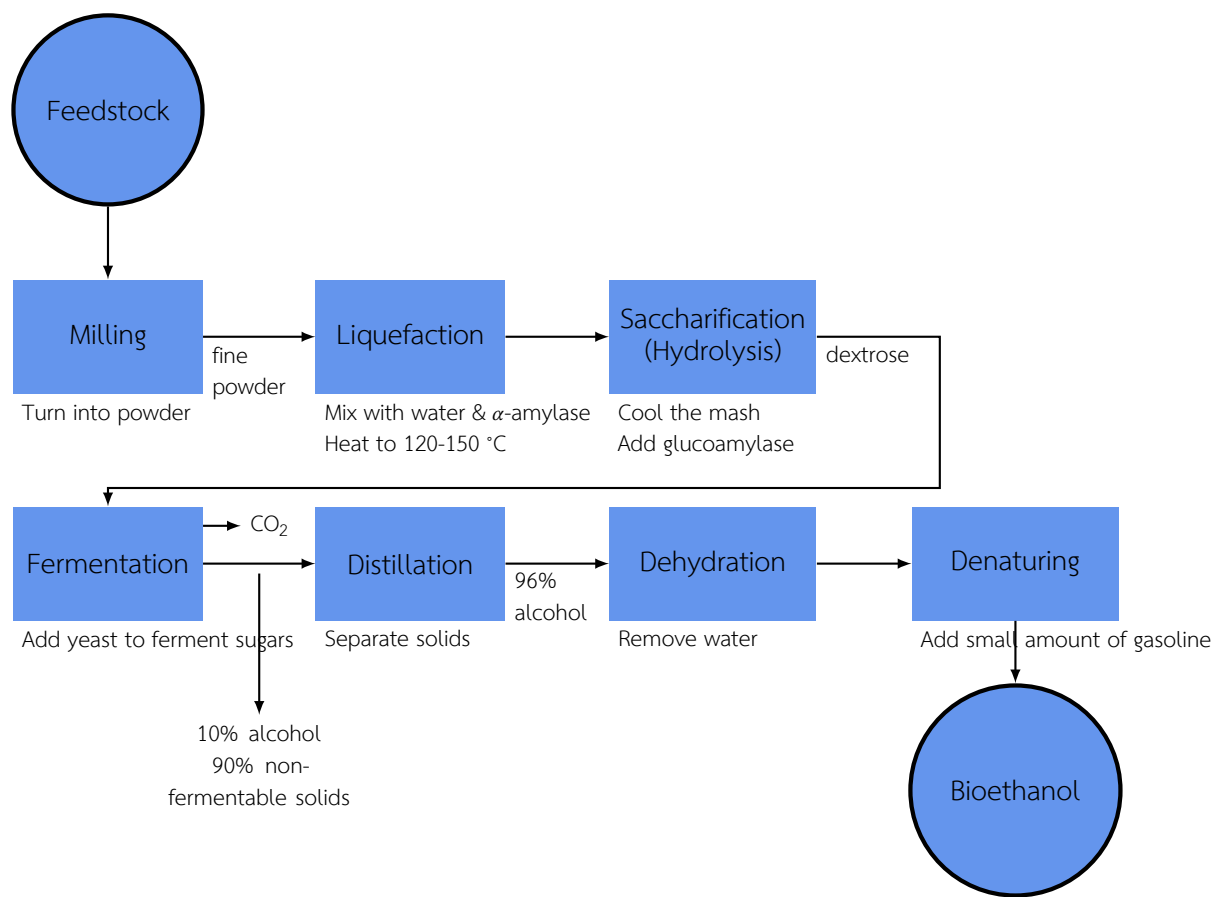 Feedstock
Milling
fine
powder
Turn into powder
Liquefaction
Mix with water & α-amylase
Heat to 120-150 °C
Saccharification
(Hydrolysis)
dextrose
Cool the mash
Add glucoamylase
Fermentation
CO₂
Add yeast to ferment sugars
10% alcohol
90% non-
fermentable solids
Distillation
96%
alcohol
Separate solids
Dehydration
Remove water
Denaturing
Add small amount of gasoline
Bioethanol